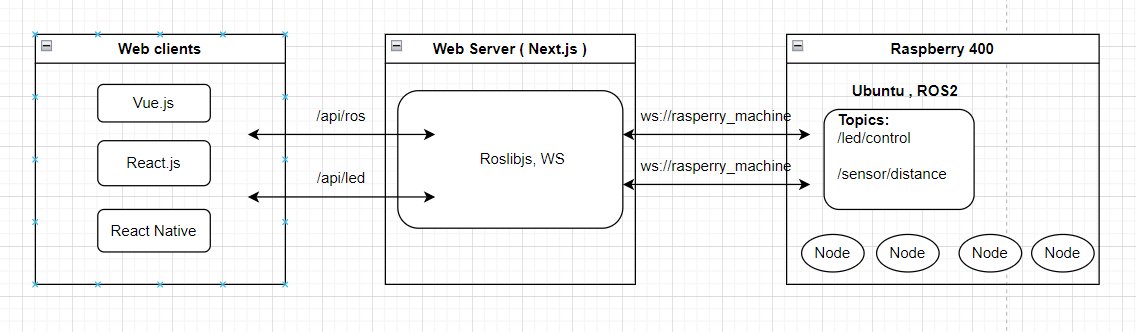 Web clients
Vue.js
React.js
React Native
/api/ros
/api/led
Web Server ( Next.js )
Roslibjs, WS
ws://rasperry_machine
ws://rasperry_machine
Raspberry 400
Ubuntu , ROS2
Topics:
/led/control
/sensor/distance
Node
Node
Node
Node